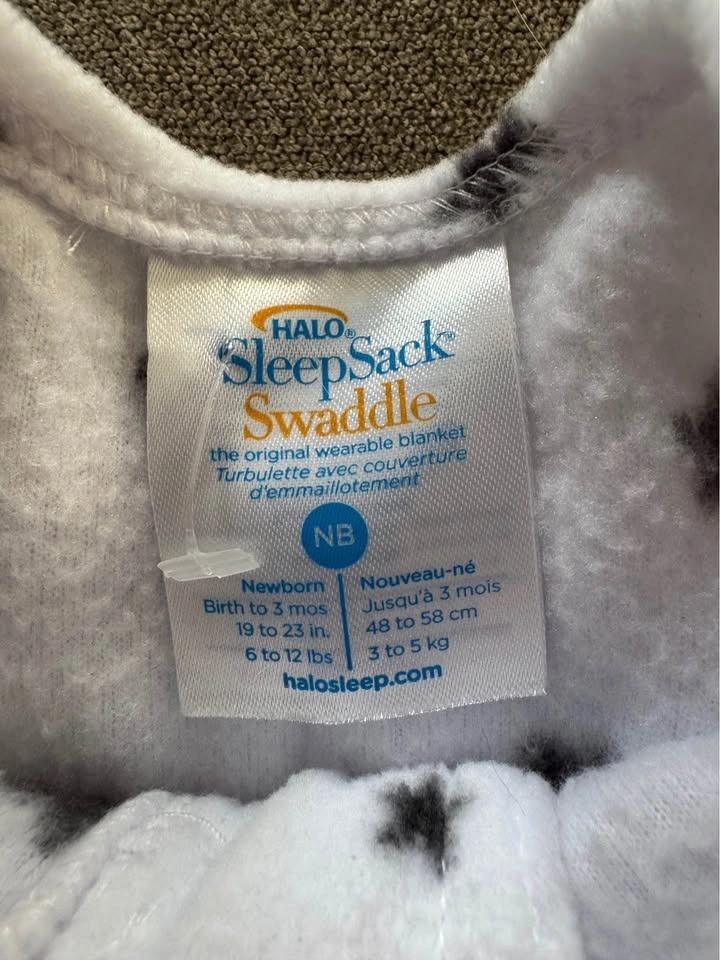 HALO®
SleepSack®
Swaddle
the original wearable blanket
Turbulette avec couverture
d'emmaillotement
NB
Newborn
Birth to 3 mos
19 to 23 in.
6 to 12 lbs
Nouveau-né
Jusqu'à 3 mois
48 to 58 cm
3 to 5 kg
halosleep.com